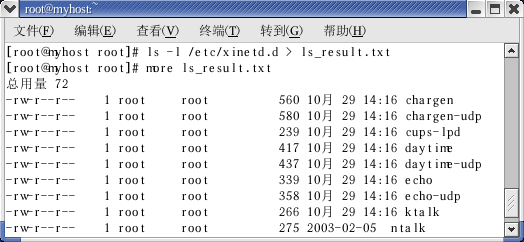 root@myhost:~
文件(F) 编辑(E) 查看(V) 终端(T) 转到(G) 帮助(H)
[root@myhost root]# ls -l /etc/xinetd.d > ls_result.txt
[root@myhost root]# more ls_result.txt
总用量 72
-rw-r--r-- 1 root root 560 10月 29 14:16 chargen
-rw-r--r-- 1 root root 580 10月 29 14:16 chargen-udp
-rw-r--r-- 1 root root 239 10月 29 14:16 cups-lpd
-rw-r--r-- 1 root root 417 10月 29 14:16 daytime
-rw-r--r-- 1 root root 437 10月 29 14:16 daytime-udp
-rw-r--r-- 1 root root 339 10月 29 14:16 echo
-rw-r--r-- 1 root root 358 10月 29 14:16 echo-udp
-rw-r--r-- 1 root root 266 10月 29 14:16 ktalk
-rw-r--r-- 1 root root 275 2003-02-05 ntalk